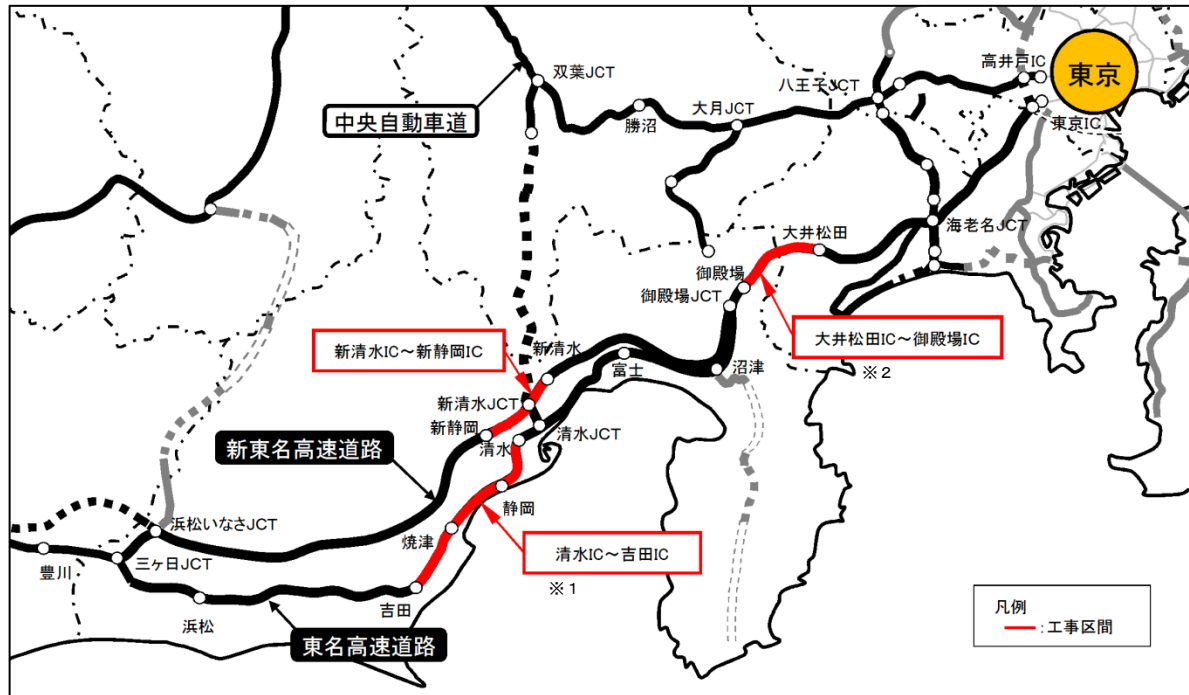 高井戸IC
東京
双葉JCT
八王子JCT
大月JCT
中央自動車道
勝沼
東京IC
海老名JCT
大井松田
御殿場
御殿場JCT
新清水IC～新静岡IC
新清水
大井松田IC～御殿場IC
富士
沼津
※2
新清水JCT
新静岡
清水
清水JCT
新東名高速道路
静岡
浜松いなさJCT
焼津
清水IC～吉田IC
豊川
三ヶ日JCT
※1
吉田
浜松
東名高速道路
凡例
：工事区間